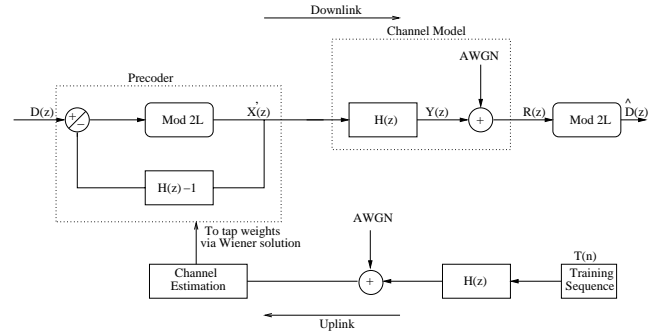 Downlink
Channel Model
AWGN
Precoder
D(z)
+
−
Mod 2L
X'(z)
H(z)
Y(z)
+
R(z)
Mod 2L
^
D(z)
H(z) −1
To tap weights
via Wiener solution
AWGN
T(n)
Channel
Estimation
+
H(z)
Training
Sequence
Uplink